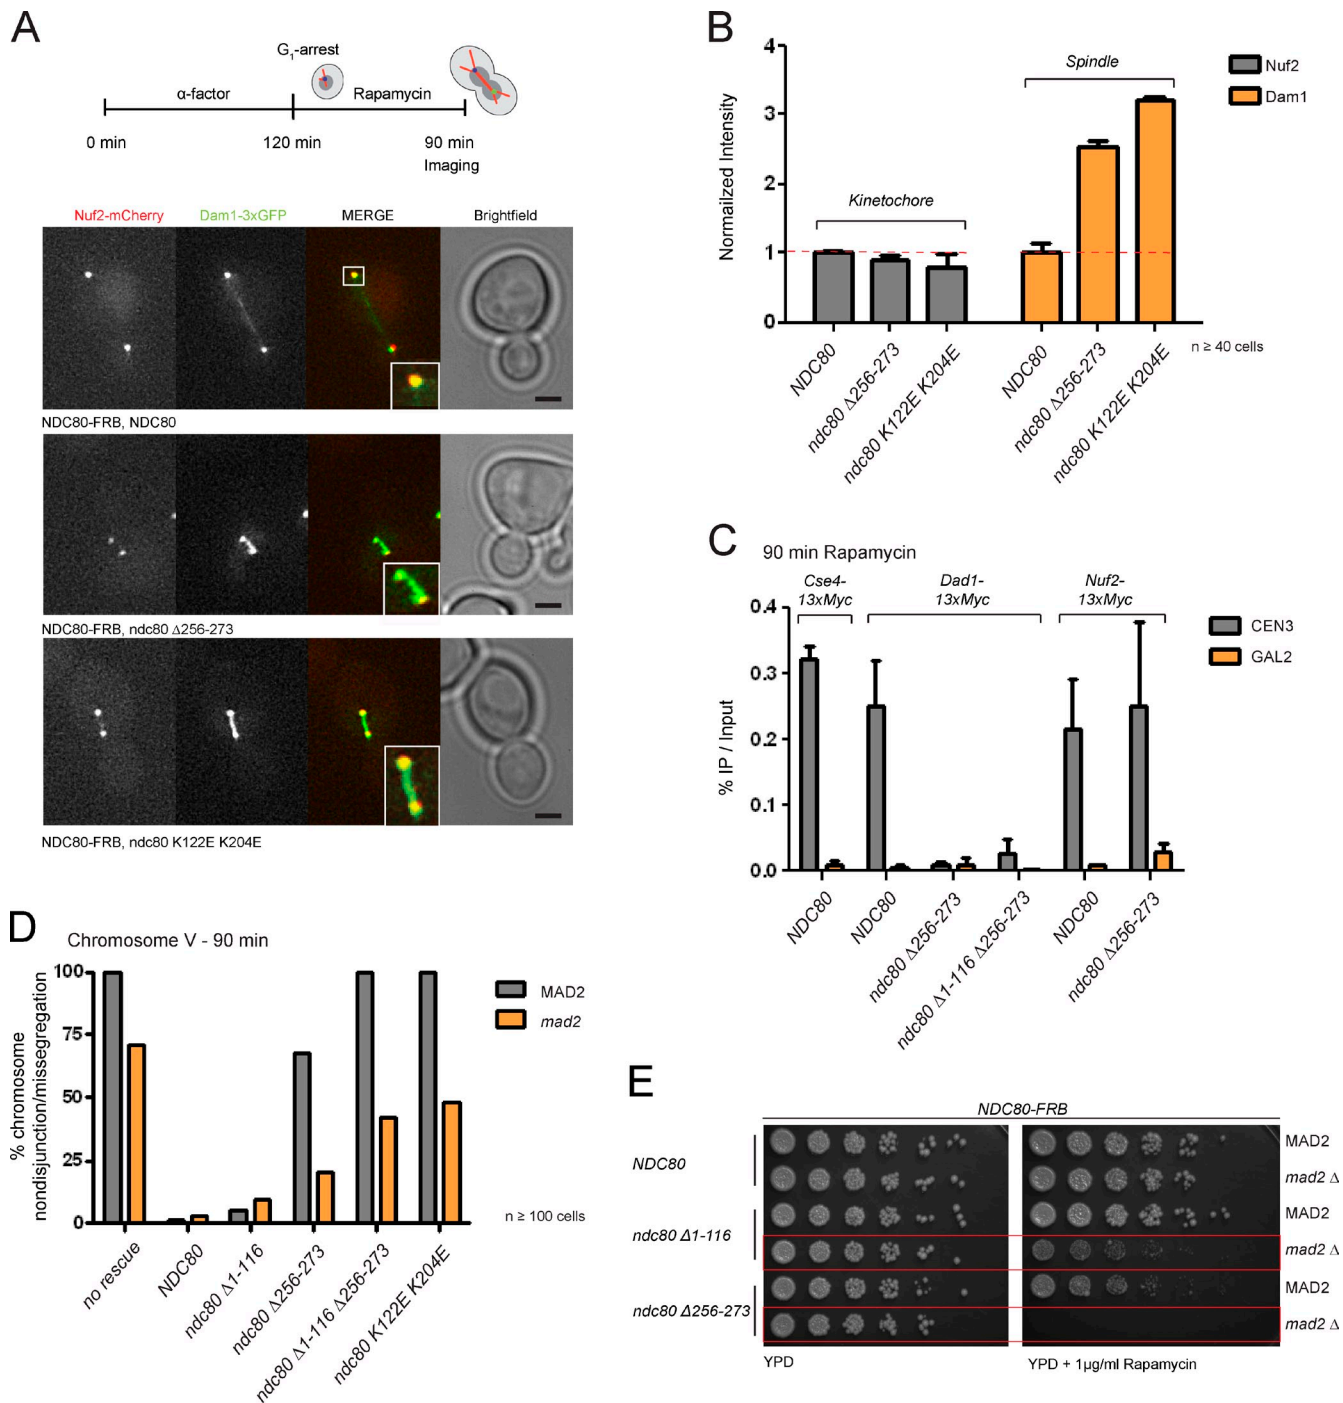 A
G1-arrest
α-factor
Rapamycin
0 min
120 min
90 min
Imaging
Nuf2-mCherry
Dam1-3xGFP
MERGE
Brightfield
NDC80-FRB, NDC80
NDC80-FRB, ndc80 Δ256-273
NDC80-FRB, ndc80 K122E K204E
B
Normailzed Intensity
4
3
2
1
0
Kinetochore
Spindle
Nuf2
Dam1
NDC80
ndc80 Δ256-273
ndc80 K122E K204E
NDC80
ndc80 Δ256-273
ndc80 K122E K204E
n ≥ 40 cells
C
90 min Rapamycin
Cse4-
13xMyc
Dad1-
13xMyc
Nuf2-
13xMyc
% IP / Input
0.4
0.3
0.2
0.1
0.0
CEN3
GAL2
NDC80
NDC80
ndc80 Δ256-273
ndc80 Δ1-116 Δ256-273
NDC80
ndc80 Δ256-273
D
Chromosome V - 90 min
% chromosome
nondisjunction/missegregation
100
75
50
25
0
MAD2
mad2
no rescue
NDC80
ndc80 Δ1-116
ndc80 Δ256-273
ndc80 Δ1-116 Δ256-273
ndc80 K122E K204E
n ≥ 100 cells
E
NDC80-FRB
NDC80
ndc80 Δ1-116
ndc80 Δ256-273
MAD2
mad2 Δ
MAD2
mad2 Δ
MAD2
mad2 Δ
YPD
YPD + 1µg/ml Rapamycin